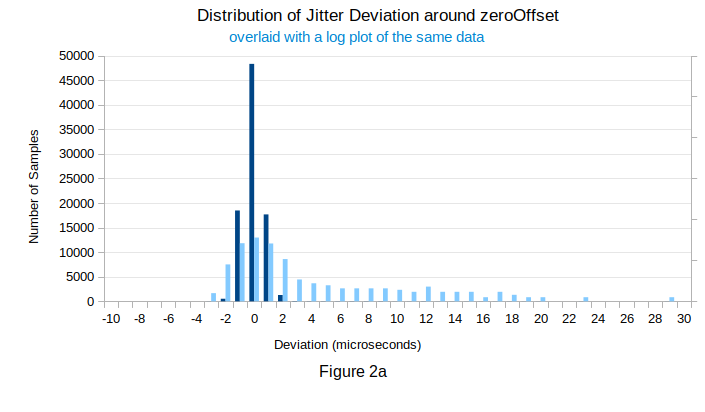 Distribution of Jitter Deviation around zeroOffset
overlaid with a log plot of the same data
50000
45000
40000
35000
30000
25000
20000
15000
10000
5000
0
Number of Samples
-10 -8 -6 -4 -2 0 2 4 6 8 10 12 14 16 18 20 22 24 26 28 30
Deviation (microseconds)
Figure 2a